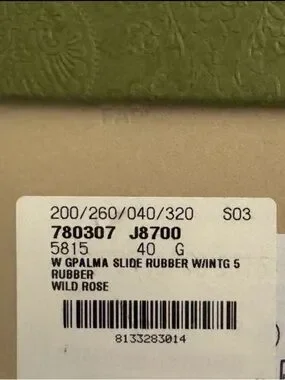 200/260/040/320 S03
780307 J8700
5815 40 G
W GPALMA SLIDE RUBBER W/INTG 5
RUBBER
WILD ROSE
8133283014